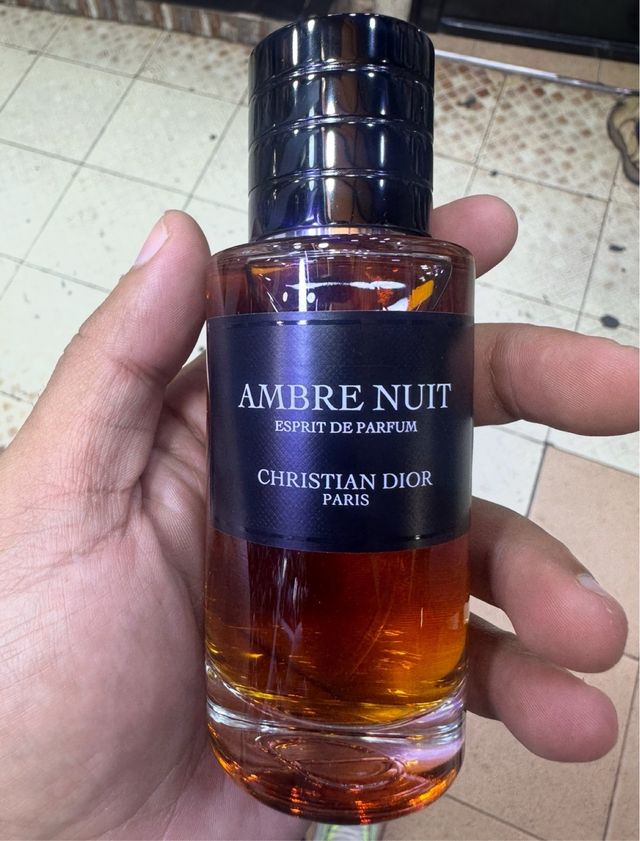 AMBRE NUIT
ESPRIT DE PARFUM
CHRISTIAN DIOR
PARIS